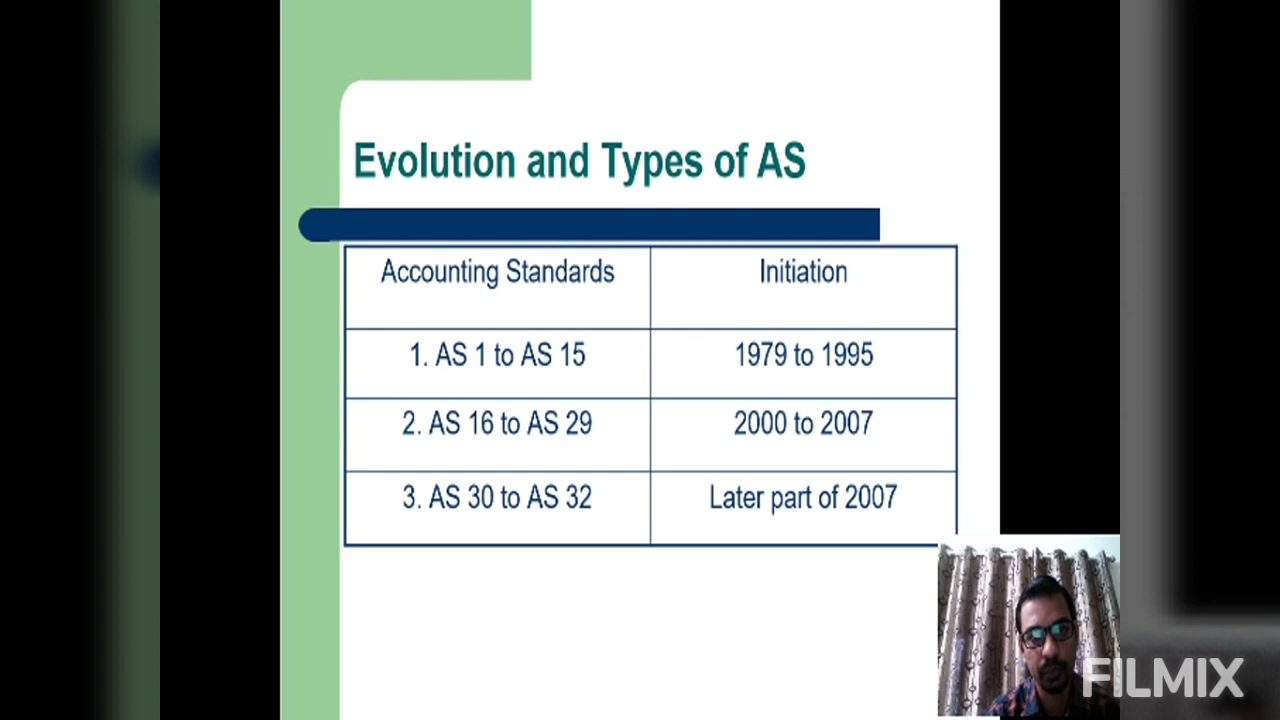 Evolution and Types of AS
Accounting Standards Initiation
1. AS 1 to AS 15 1979 to 1995
2. AS 16 to AS 29 2000 to 2007
3. AS 30 to AS 32 Later part of 2007
FILMIX